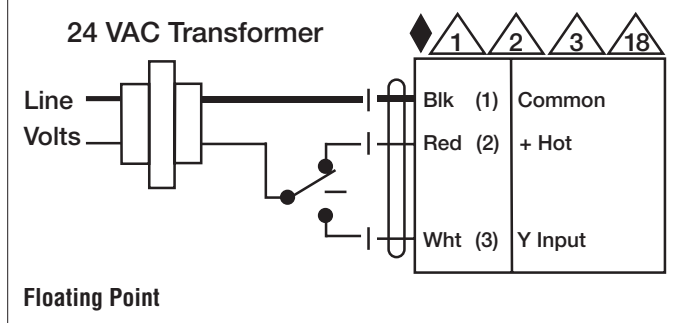 24 VAC Transformer
1 2 3 18
Line
Volts
Blk (1) Common
Red (2) + Hot
Wht (3) Y Input
Floating Point